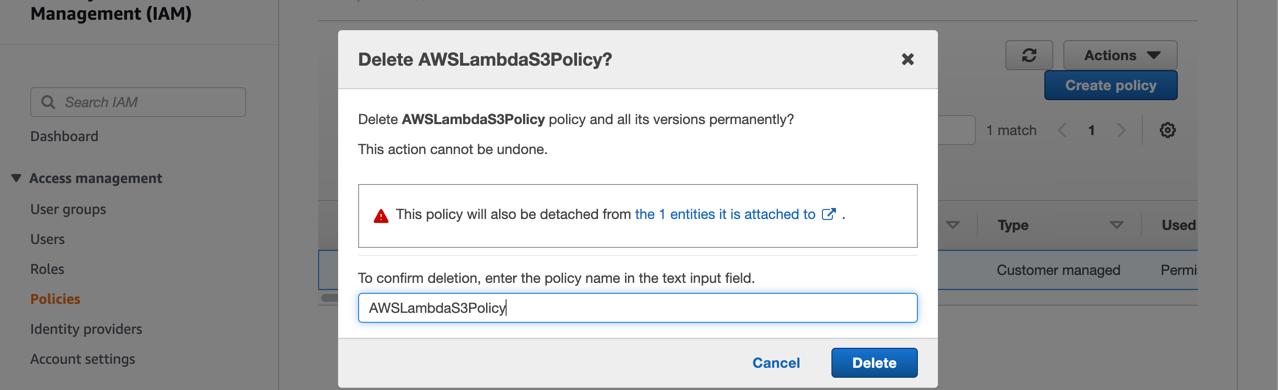 Management (IAM)
Search IAM
Dashboard
Access management
User groups
Users
Roles
Policies
Identity providers
Account settings
Delete AWSLambdaS3Policy?
Delete AWSLambdaS3Policy policy and all its versions permanently?
This action cannot be undone.
This policy will also be detached from the 1 entities it is attached to .
To confirm deletion, enter the policy name in the text input field.
AWSLambdaS3Policy
Cancel Delete
Actions
Create policy
1 match 1
Type Used
Customer managed Permi